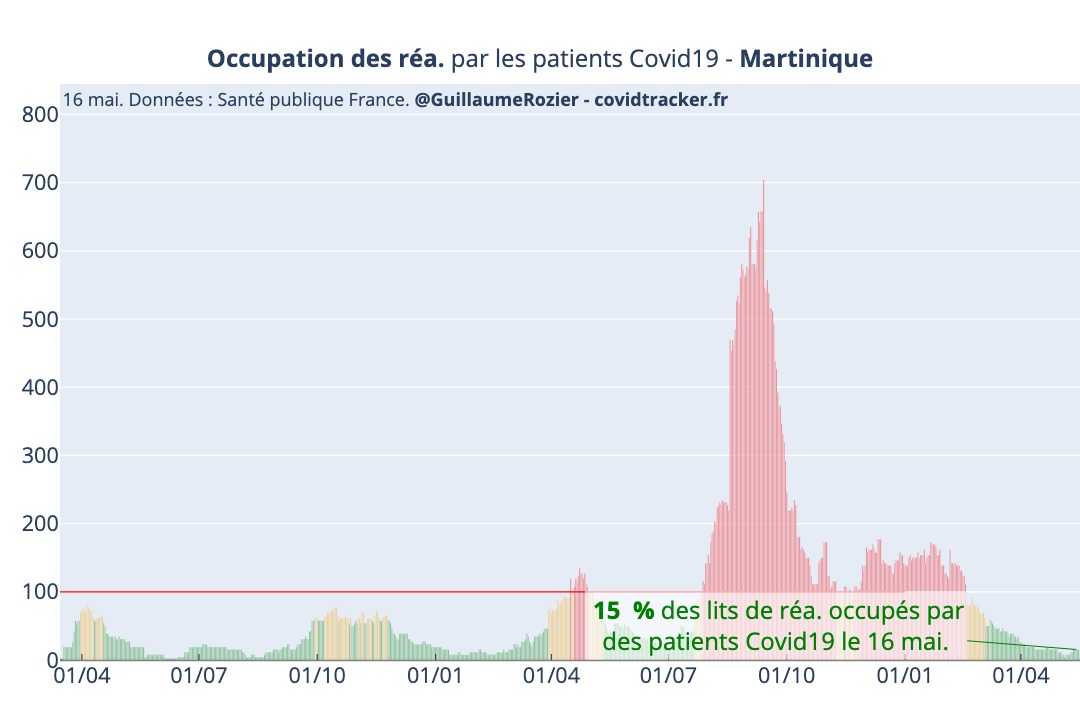 Occupation des réa. par les patients Covid19 - Martinique
16 mai. Données : Santé publique France. @GuillaumeRozier - covidtracker.fr
800
700
600
500
400
300
200
100
0
15 % des lits de réa. occupés par
des patients Covid19 le 16 mai.
01/04 01/07 01/10 01/01 01/04 01/07 01/10 01/01 01/04